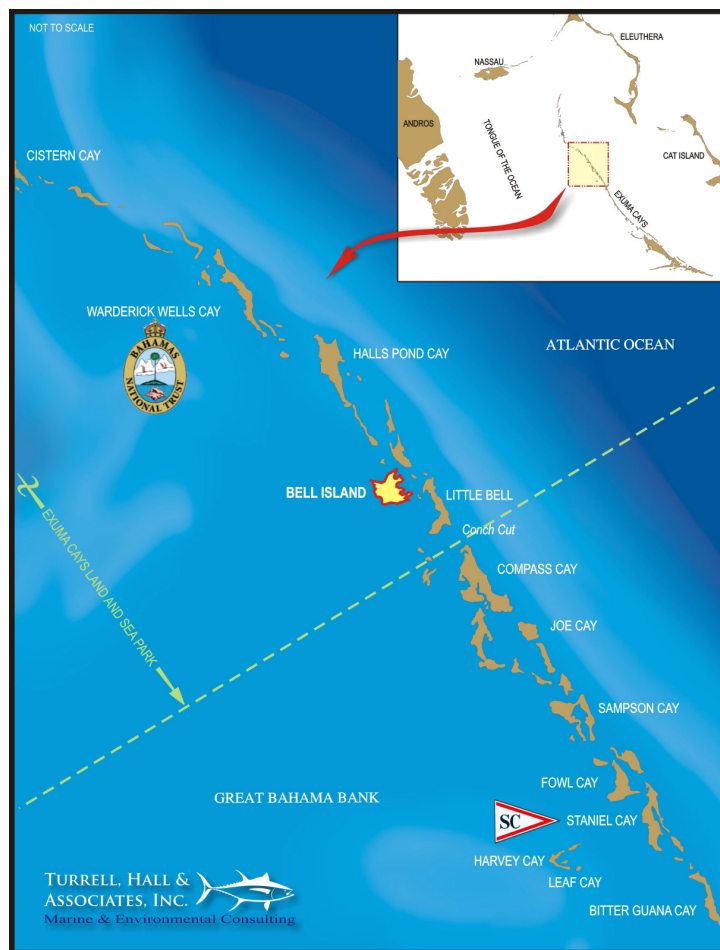 NOT TO SCALE
ELEUTHERA
NASSAU
ANDROS
TONGUE OF THE OCEAN
CAT ISLAND
EXUMA CAYS
CISTERN CAY
WARDERICK WELLS CAY
BAHAMAS
NATIONAL TRUST
HALLS POND CAY
ATLANTIC OCEAN
BELL ISLAND
LITTLE BELL
Conch Cut
EXUMA CAYS LAND AND SEA PARK
COMPASS CAY
JOE CAY
SAMPSON CAY
FOWL CAY
GREAT BAHAMA BANK
SC
STANIEL CAY
HARVEY CAY
LEAF CAY
BITTER GUANA CAY
TURRELL, HALL &
ASSOCIATES, INC.
Marine & Environmental Consulting